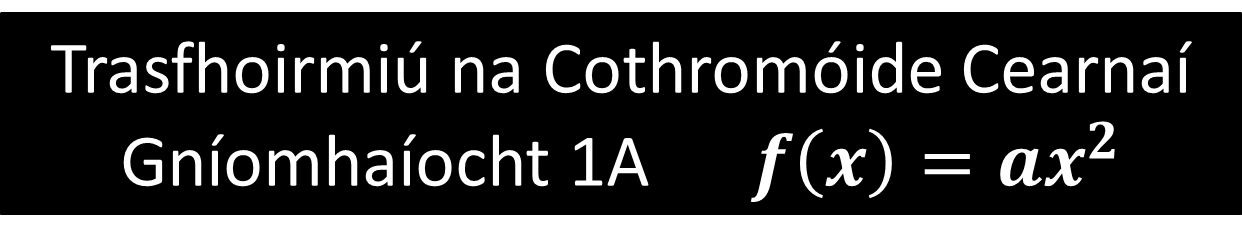 Trasfhoirmiú na Cothromóide Cearnaí
Gníomhaíocht 1A f(x) = ax²